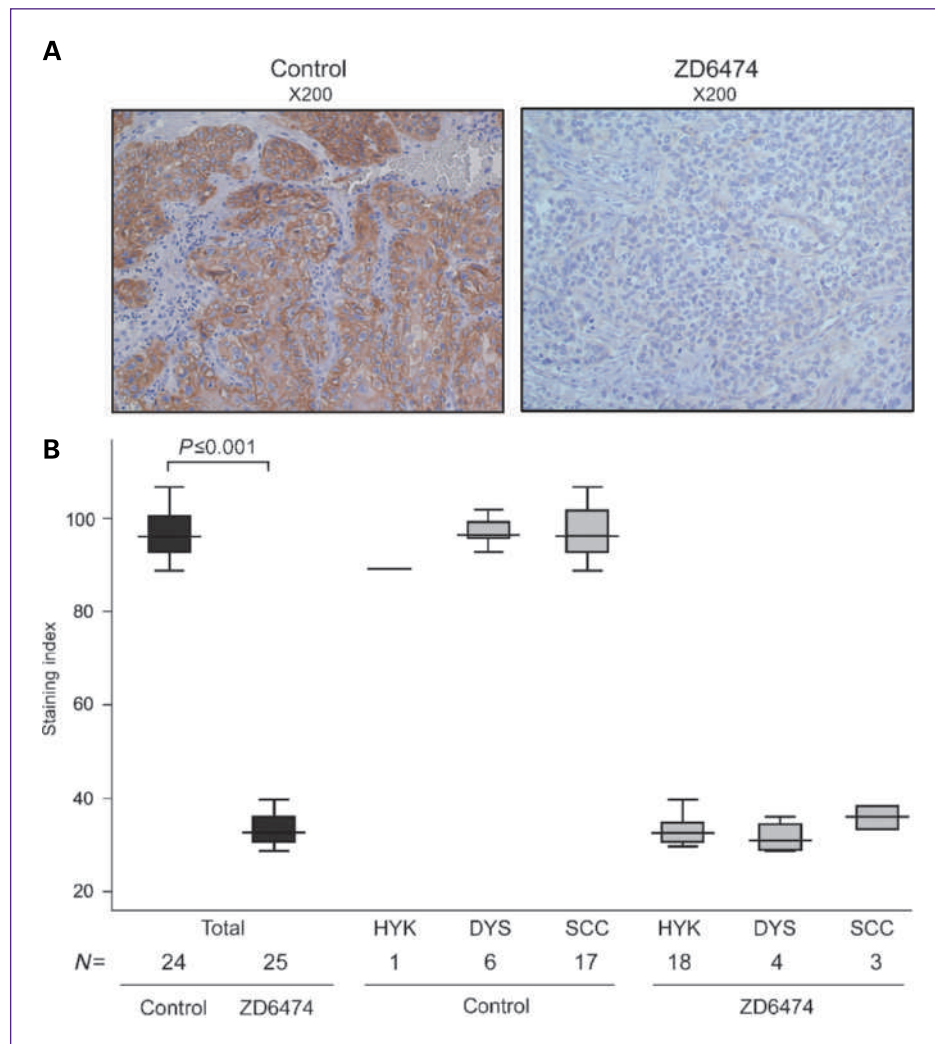 A
Control
X200
ZD6474
X200
B
P≤0.001
100
80
60
40
20
Staining index
Total
HYK DYS SCC HYK DYS SCC
N= 24 25 1 6 17 18 4 3
Control ZD6474 Control ZD6474